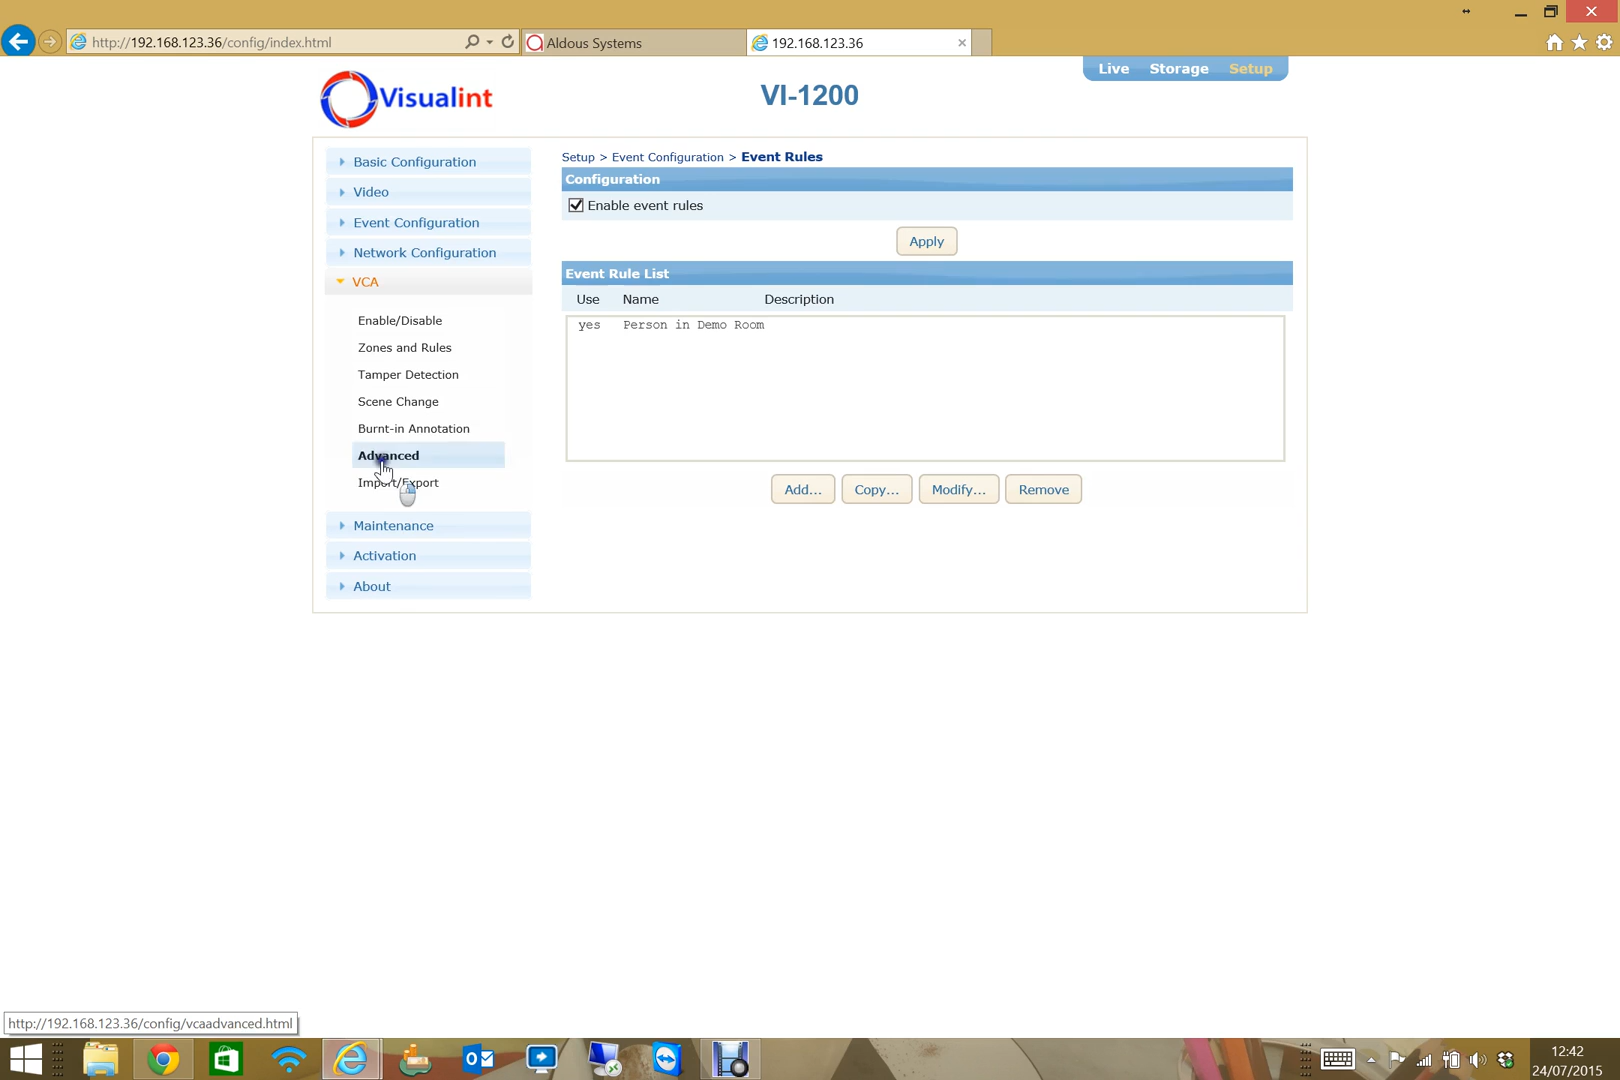 http://192.168.123.36/config/index.html
Aldous Systems
192.168.123.36
Live Storage Setup
Visualint
VI-1200
Basic Configuration
Video
Event Configuration
Network Configuration
VCA
Enable/Disable
Zones and Rules
Tamper Detection
Scene Change
Burnt-in Annotation
Advanced
Import/Export
Maintenance
Activation
About
Setup > Event Configuration > Event Rules
Configuration
Enable event rules
Apply
Event Rule List
Use Name Description
yes Person in Demo Room
Add... Copy... Modify... Remove
http://192.168.123.36/config/vcaadvanced.html
12:42
24/07/2015